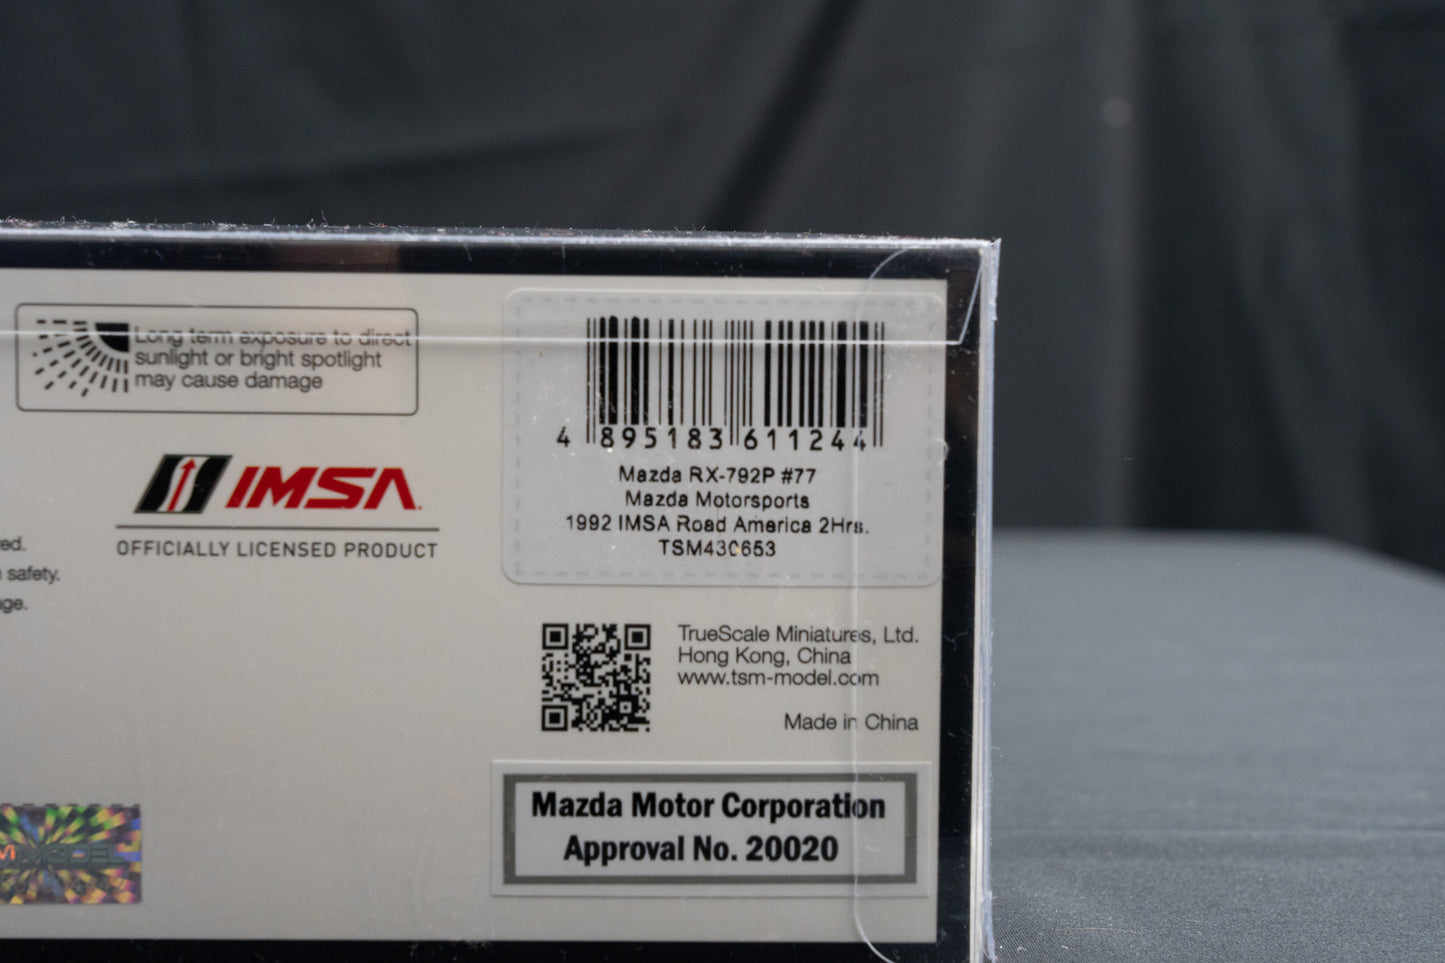 Long term exposure to direct
sunlight or bright spotlight
may cause damage
IMSA
OFFICIALLY LICENSED PRODUCT
safety.
4 895183 611244
Mazda RX-792P #77
Mazda Motorsports
1992 IMSA Road America 2Hrs.
TSM430653
TrueScale Miniatures, Ltd.
Hong Kong, China
www.tsm-model.com
Made in China
Mazda Motor Corporation
Approval No. 20020